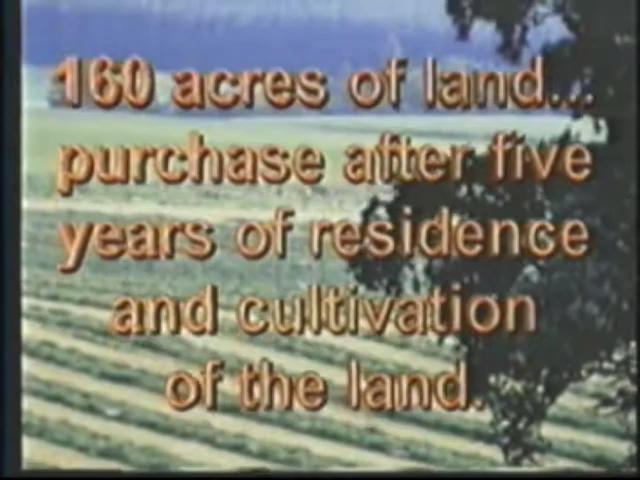 160 acres of land...
purchase after five
years of residence
and cultivation
of the land.